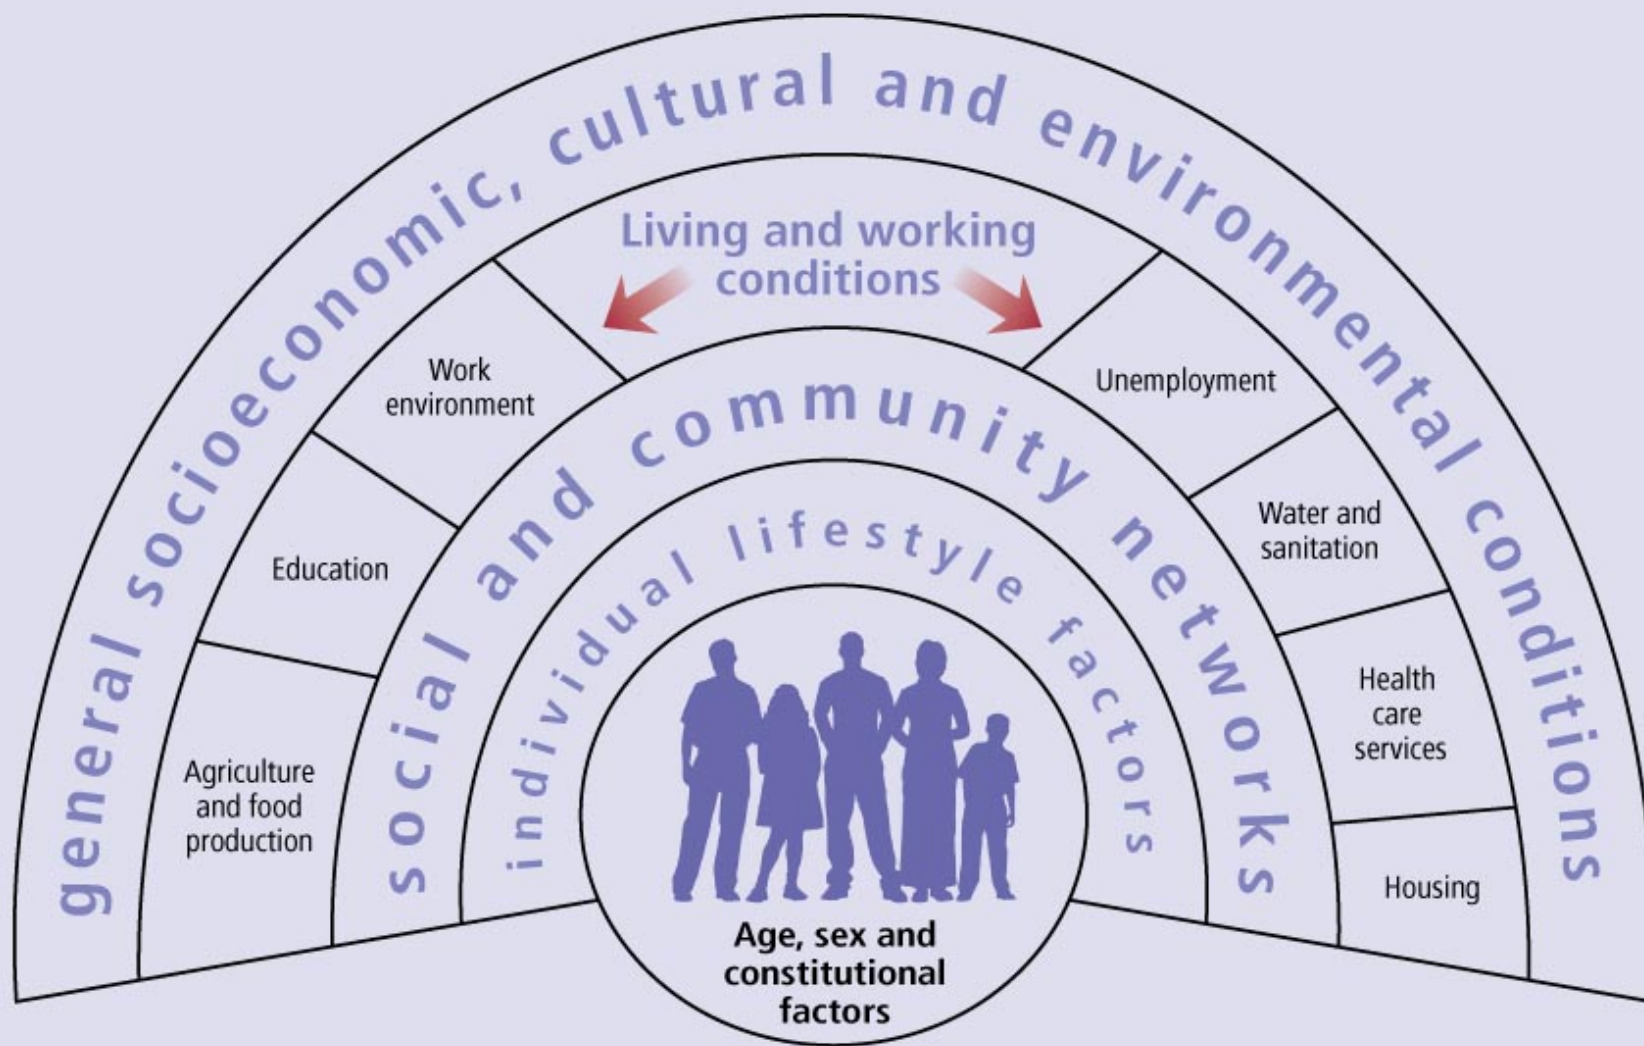 general socioeconomic, cultural and environmental conditions
Living and working
conditions
Work
environment
Unemployment
Education
Water and
sanitation
Agriculture
and food
production
Health
care
services
Housing
social and community networks
individual lifestyle factors
Age, sex and
constitutional
factors